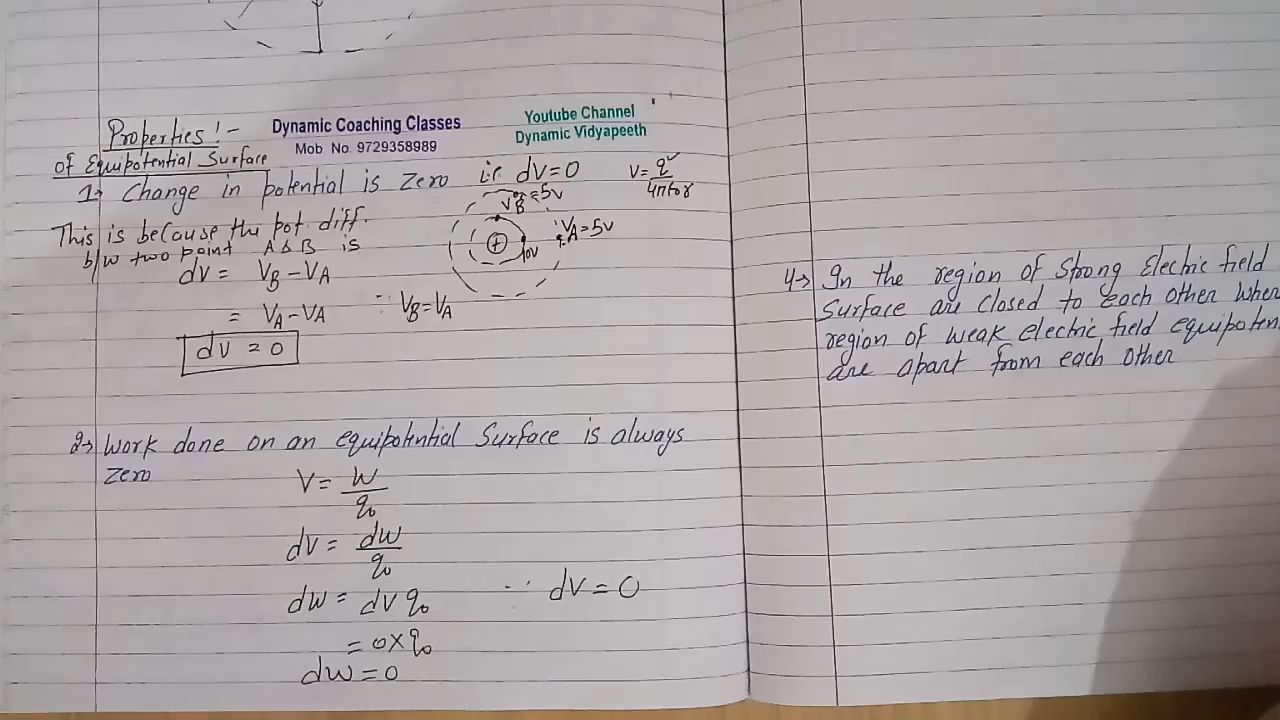 Properties :-
of Equipotential Surface
Dynamic Coaching Classes
Mob No. 9729358989
Youtube Channel
Dynamic Vidyapeeth
1→ Change in potential is zero i.e. dV=0
V= q / 4πε0r
This is because the pot. diff.
b/w two point A & B is
VB=5V
VA=5V
10V
+
dV = VB – VA
= VA – VA ∵ VB = VA
dV = 0
2→ Work done on an equipotential Surface is always
zero
V = W / q0
dV = dW / q0
dW = dV q0 ∵ dV = 0
= 0 × q0
dW = 0
4→ In the region of Strong Electric field
Surface are closed to each other wher
region of weak electric field equipoten
are apart from each other